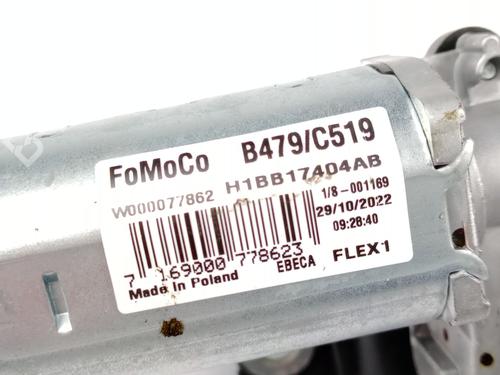 FoMoCo B479/C519
W000077862 H1BB17404AB
1/8-001169
29/10/2022
09:28:40
7 169000 778623
EBECA FLEX1
Made in Poland